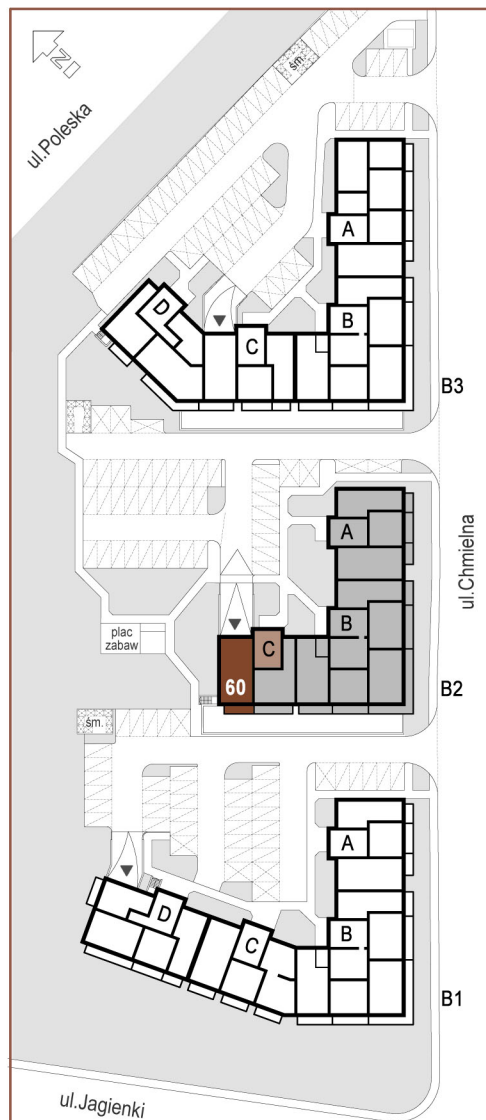 N
śm.
ul.Poleska
A
D
B
C
B3
A
ul.Chmielna
plac
zabaw
B
C
60
B2
śm.
A
D
B
C
B1
ul.Jagienki